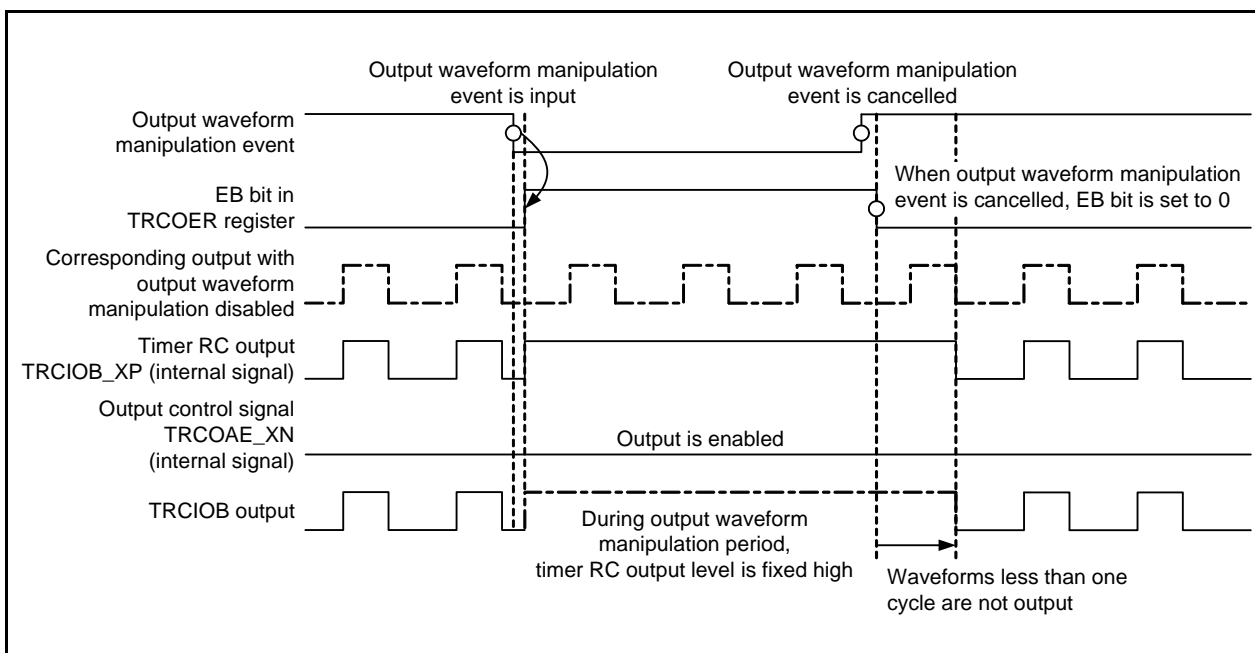 Output waveform manipulation
event is input
Output waveform manipulation
event is cancelled
Output waveform
manipulation event
When output waveform manipulation
event is cancelled, EB bit is set to 0
EB bit in
TRCOER register
Corresponding output with
output waveform
manipulation disabled
Timer RC output
TRCIOB_XP (internal signal)
Output control signal
TRCOAE_XN
(internal signal)
Output is enabled
TRCIOB output
During output waveform
manipulation period,
timer RC output level is fixed high
Waveforms less than one
cycle are not output